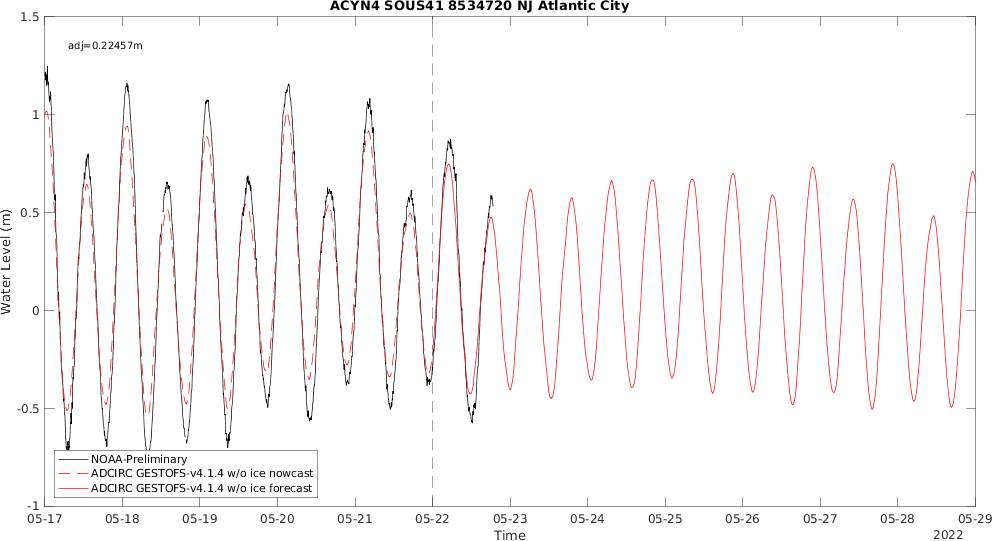 ACYN4 SOUS41 8534720 NJ Atlantic City
adj=0.22457m
Water Level (m)
1.5
1
0.5
0
-0.5
-1
NOAA-Preliminary
ADCIRC GESTOFS-v4.1.4 w/o ice nowcast
ADCIRC GESTOFS-v4.1.4 w/o ice forecast
05-17 05-18 05-19 05-20 05-21 05-22 05-23 05-24 05-25 05-26 05-27 05-28 05-29
Time
2022